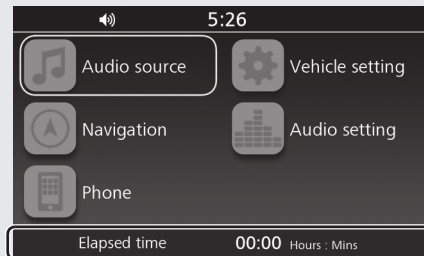 5:26
Audio source
Vehicle setting
Navigation
Audio setting
Phone
Elapsed time 00:00 Hours : Mins